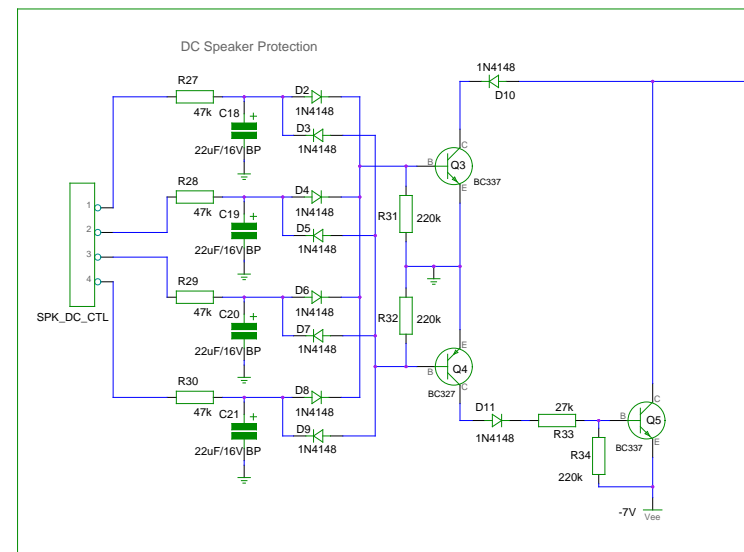 DC Speaker Protection
1N4148
D10
R27
47k
C18
+
22uF/16V BP
D2
1N4148
D3
1N4148
C
B
Q3
BC337
E
1
2
3
4
SPK_DC_CTL
R28
47k
C19
+
22uF/16V BP
D4
1N4148
D5
1N4148
R31
220k
R29
47k
C20
+
22uF/16V BP
D6
1N4148
D7
1N4148
R32
220k
E
B
Q4
BC327
C
R30
47k
C21
+
22uF/16V BP
D8
1N4148
D9
1N4148
D11
1N4148
27k
R33
R34
220k
C
B
Q5
BC337
E
-7V
Vee